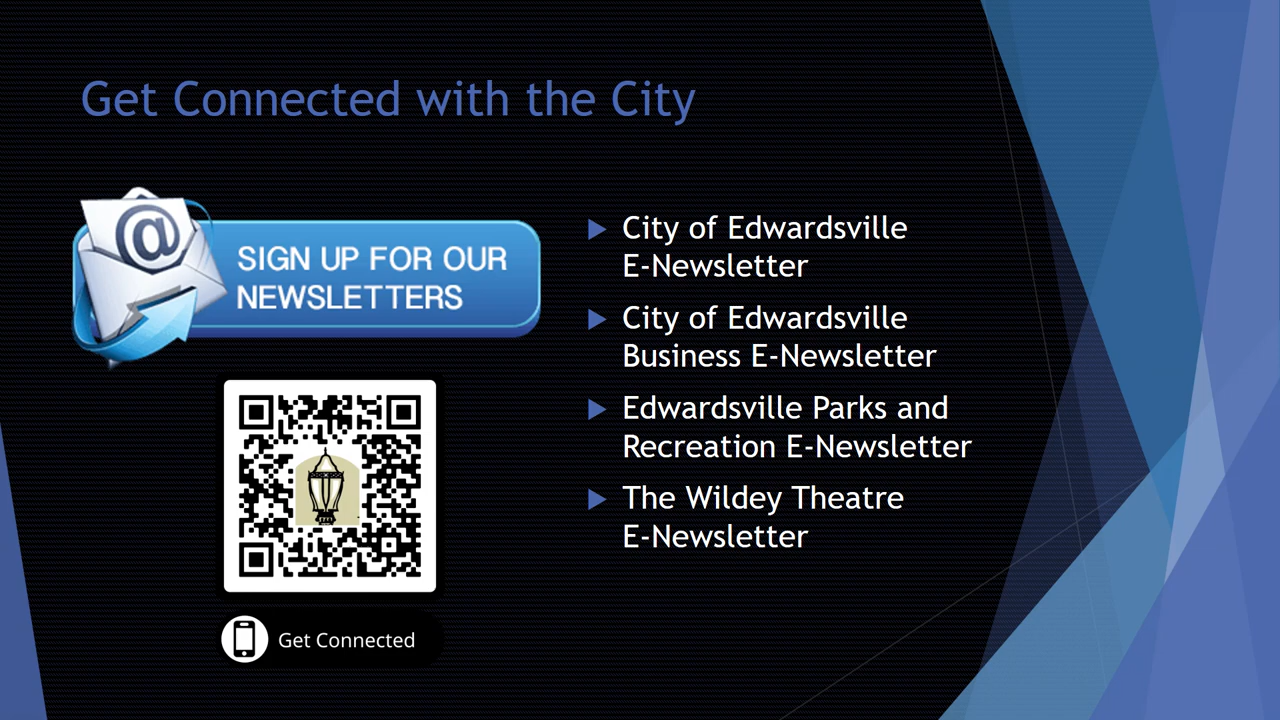 Get Connected with the City
@
SIGN UP FOR OUR
NEWSLETTERS
City of Edwardsville
E-Newsletter
City of Edwardsville
Business E-Newsletter
Edwardsville Parks and
Recreation E-Newsletter
The Wildey Theatre
E-Newsletter
Get Connected